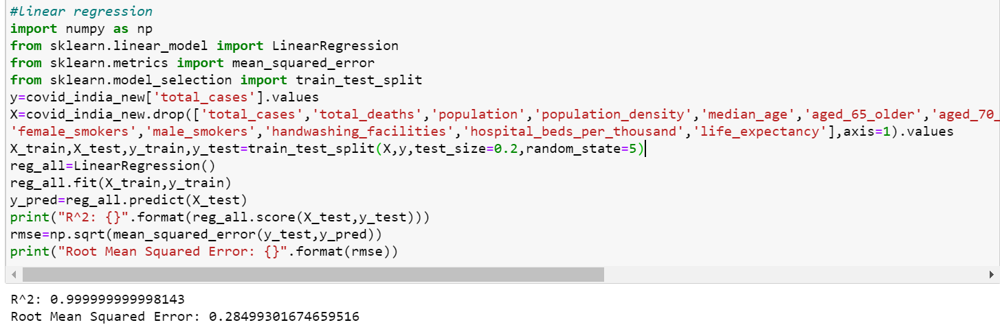 #linear regression
import numpy as np
from sklearn.linear_model import LinearRegression
from sklearn.metrics import mean_squared_error
from sklearn.model_selection import train_test_split
y=covid_india_new['total_cases'].values
X=covid_india_new.drop(['total_cases','total_deaths','population','population_density','median_age','aged_65_older','aged_70_
'female_smokers','male_smokers','handwashing_facilities','hospital_beds_per_thousand','life_expectancy'],axis=1).values
X_train,X_test,y_train,y_test=train_test_split(X,y,test_size=0.2,random_state=5)
reg_all=LinearRegression()
reg_all.fit(X_train,y_train)
y_pred=reg_all.predict(X_test)
print("R^2: {}".format(reg_all.score(X_test,y_test)))
rmse=np.sqrt(mean_squared_error(y_test,y_pred))
print("Root Mean Squared Error: {}".format(rmse))
R^2: 0.999999999998143
Root Mean Squared Error: 0.28499301674659516